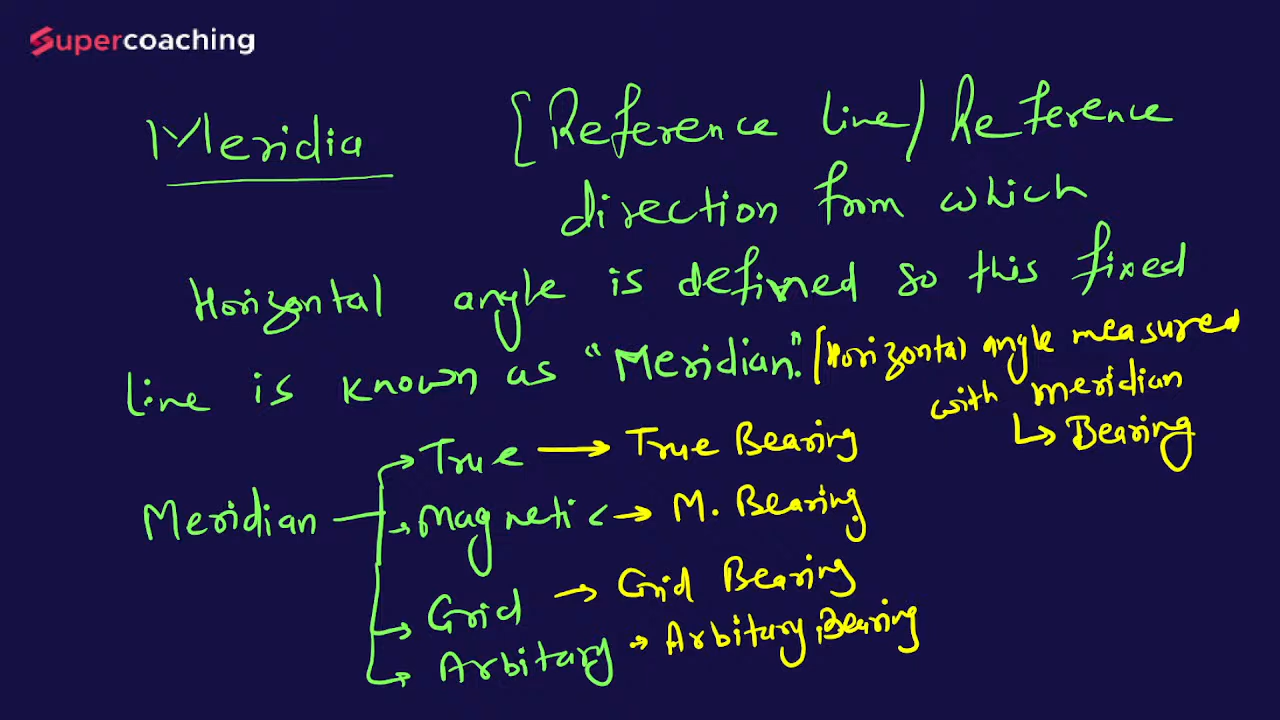 Supercoaching
Meridia [Reference line/Reference
direction from which
Horizontal angle is defined so this fixed
line is known as "Meridian." [Horizontal angle measured
with meridian
↳ Bearing
Meridian
→ True → True Bearing
→ Magnetic → M. Bearing
→ Grid → Grid Bearing
→ Arbitary → Arbitary Bearing